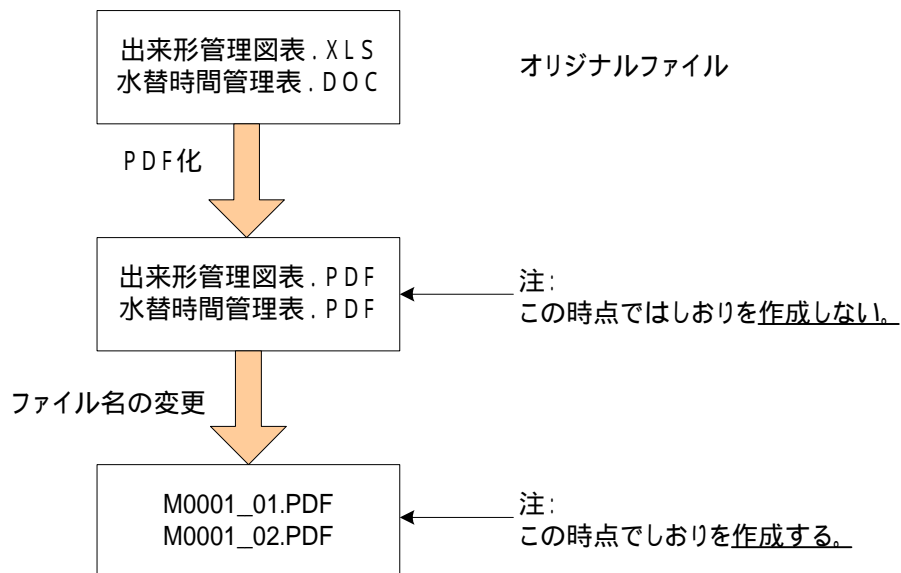 出来形管理図表.XLS
水替時間管理表.DOC
オリジナルファイル
PDF化
出来形管理図表.PDF
水替時間管理表.PDF
注:
この時点ではしおりを作成しない。
ファイル名の変更
M0001_01.PDF
M0001_02.PDF
注:
この時点でしおりを作成する。